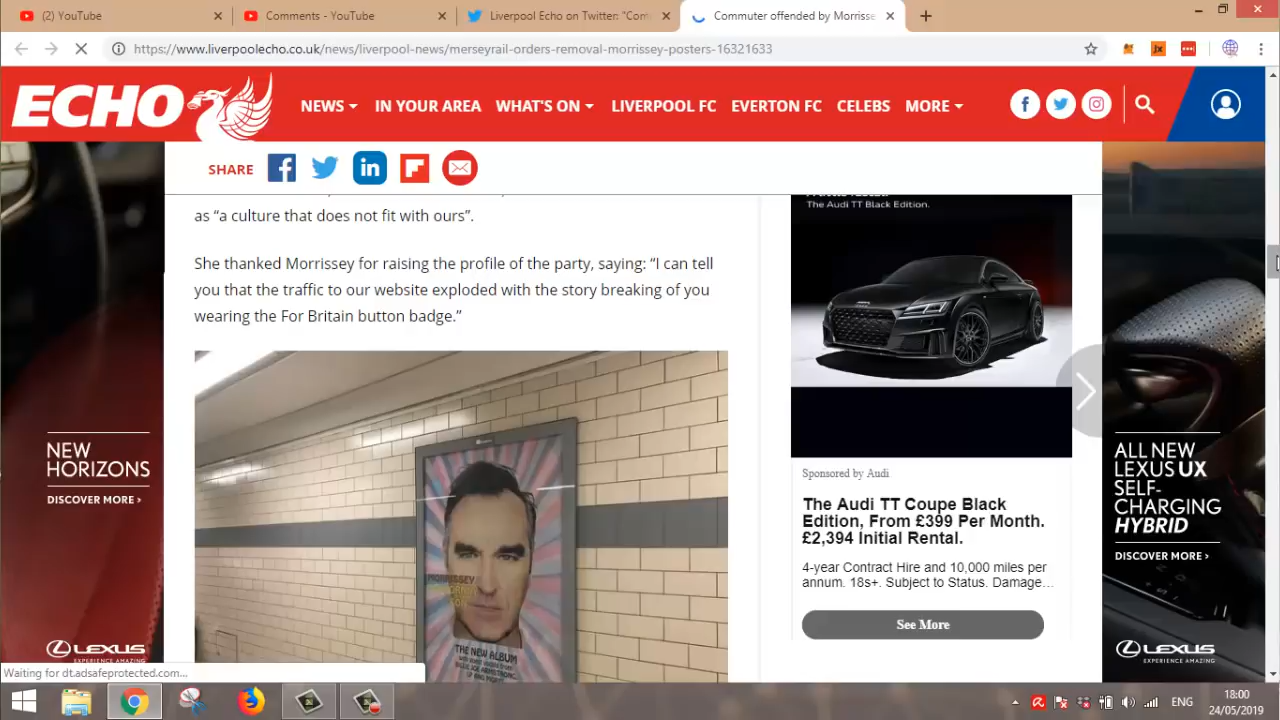 (2) YouTube
Comments - YouTube
Liverpool Echo on Twitter: "Com
Commuter offended by Morrisse
https://www.liverpoolecho.co.uk/news/liverpool-news/merseyrail-orders-removal-morrissey-posters-16321633
ECHO
NEWS
IN YOUR AREA
WHAT'S ON
LIVERPOOL FC
EVERTON FC
CELEBS
MORE
SHARE
as “a culture that does not fit with ours”.
She thanked Morrissey for raising the profile of the party, saying: “I can tell
you that the traffic to our website exploded with the story breaking of you
wearing the For Britain button badge.”
MORRISSEY
CALIFORNIA
SON
THE NEW ALBUM
The Audi TT Black Edition.
Sponsored by Audi
The Audi TT Coupe Black
Edition, From £399 Per Month.
£2,394 Initial Rental.
4-year Contract Hire and 10,000 miles per
annum. 18s+. Subject to Status. Damage...
See More
NEW
HORIZONS
DISCOVER MORE >
LEXUS
EXPERIENCE AMAZING
ALL NEW
LEXUS UX
SELF-
CHARGING
HYBRID
DISCOVER MORE >
LEXUS
EXPERIENCE AMAZING
Waiting for dt.adsafeprotected.com...
ENG
18:00
24/05/2019